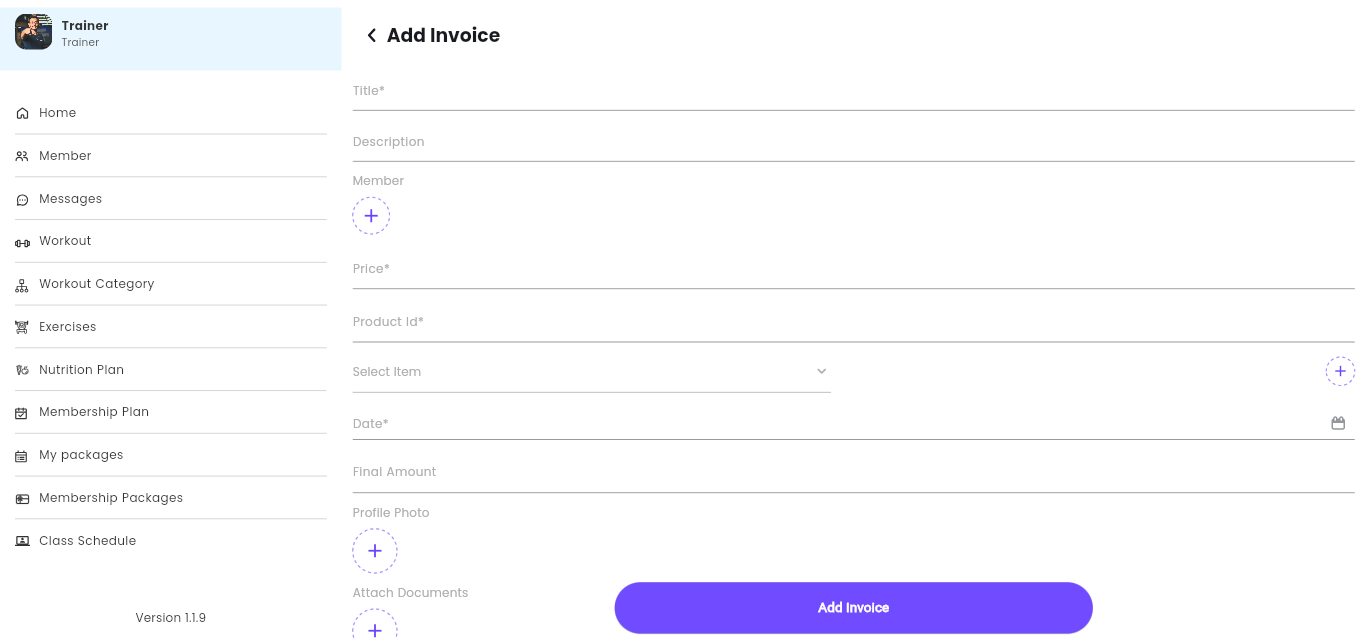 Trainer
Trainer
Home
Member
Messages
Workout
Workout Category
Exercises
Nutrition Plan
Membership Plan
My packages
Membership Packages
Class Schedule
Version 1.1.9
Add Invoice
Title*
Description
Member
Price*
Product Id*
Select Item
Date*
Final Amount
Profile Photo
Attach Documents
Add Invoice